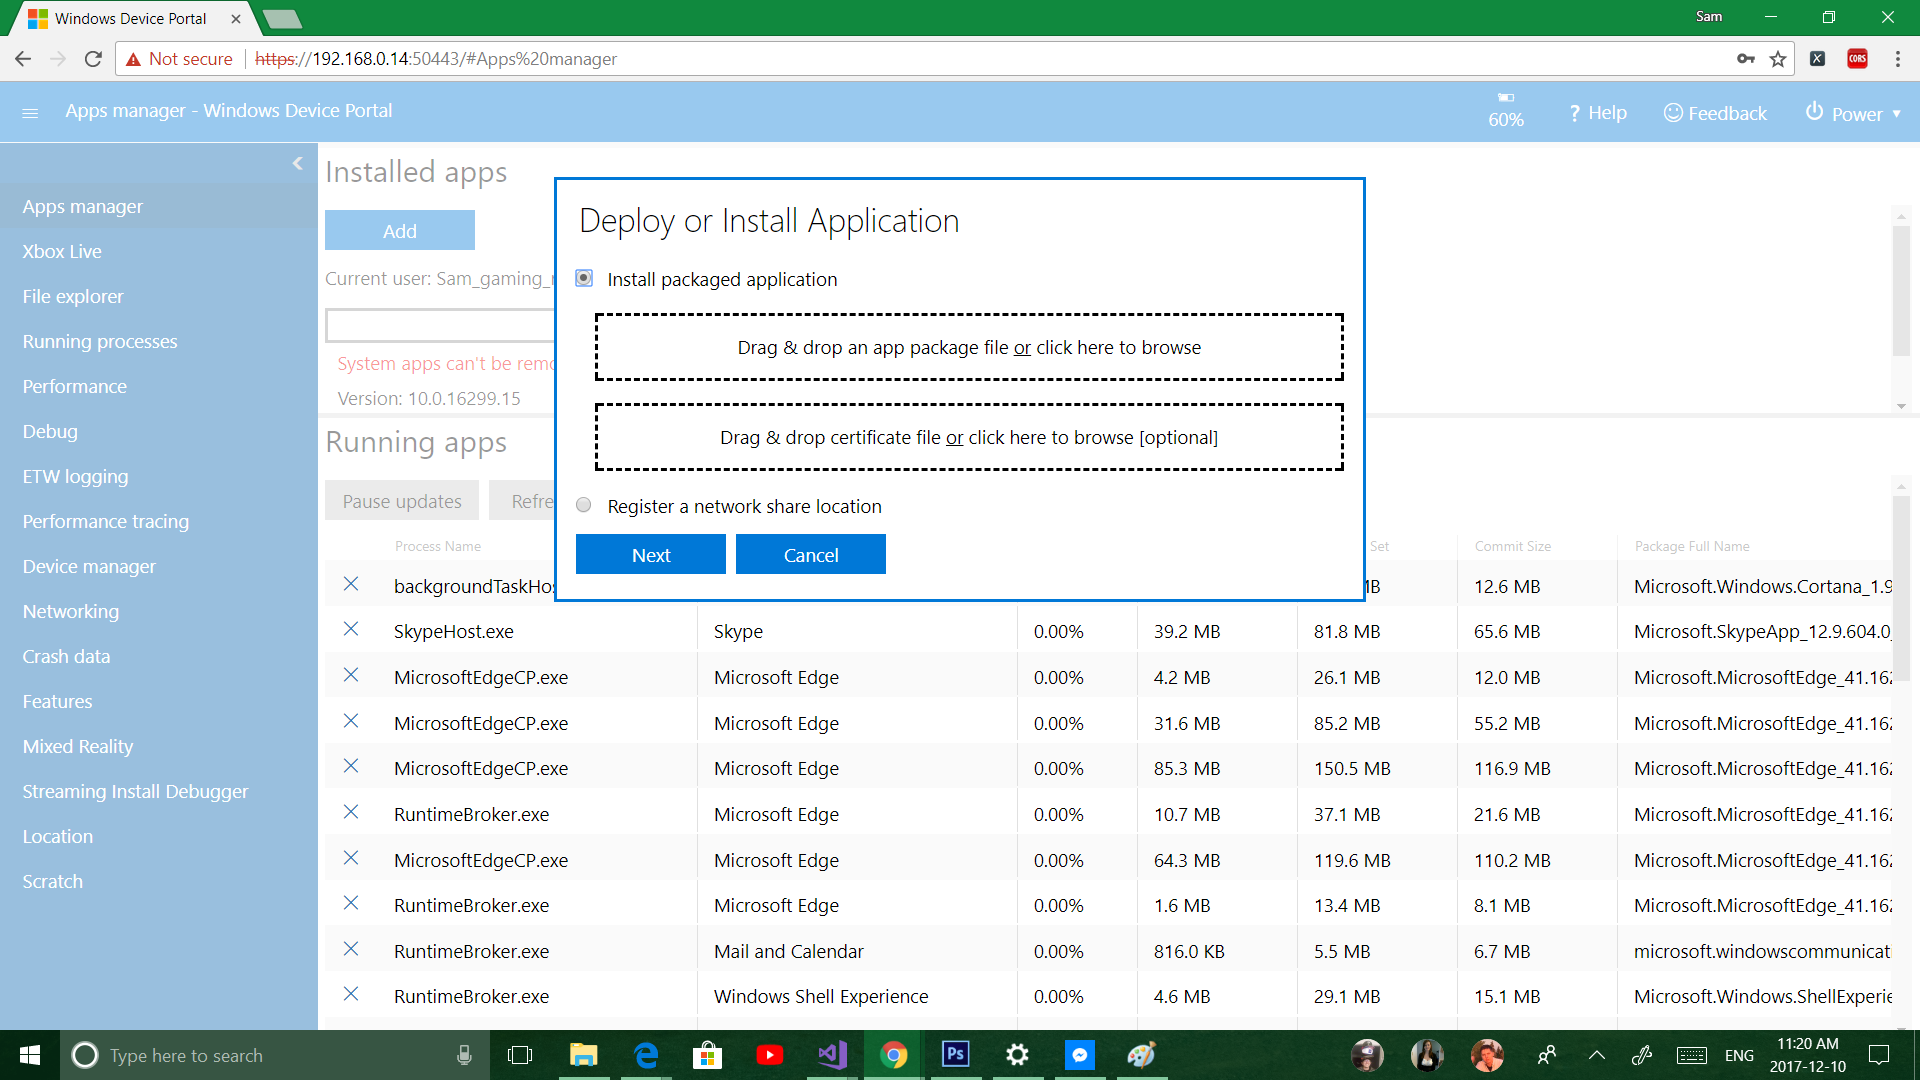 Windows Device Portal
Sam
Not secure https://192.168.0.14:50443/#Apps%20manager
CORS
Apps manager - Windows Device Portal
60%
? Help
Feedback
Power
Apps manager
Xbox Live
File explorer
Running processes
Performance
Debug
ETW logging
Performance tracing
Device manager
Networking
Crash data
Features
Mixed Reality
Streaming Install Debugger
Location
Scratch
Installed apps
Add
Current user: Sam_gaming_
System apps can't be remo
Version: 10.0.16299.15
Running apps
Pause updates
Refre
Deploy or Install Application
Install packaged application
Drag & drop an app package file or click here to browse
Drag & drop certificate file or click here to browse [optional]
Register a network share location
Next
Cancel
Process Name Set Commit Size Package Full Name
backgroundTaskHos MB 12.6 MB Microsoft.Windows.Cortana_1.9
SkypeHost.exe Skype 0.00% 39.2 MB 81.8 MB 65.6 MB Microsoft.SkypeApp_12.9.604.0_
MicrosoftEdgeCP.exe Microsoft Edge 0.00% 4.2 MB 26.1 MB 12.0 MB Microsoft.MicrosoftEdge_41.162
MicrosoftEdgeCP.exe Microsoft Edge 0.00% 31.6 MB 85.2 MB 55.2 MB Microsoft.MicrosoftEdge_41.162
MicrosoftEdgeCP.exe Microsoft Edge 0.00% 85.3 MB 150.5 MB 116.9 MB Microsoft.MicrosoftEdge_41.162
RuntimeBroker.exe Microsoft Edge 0.00% 10.7 MB 37.1 MB 21.6 MB Microsoft.MicrosoftEdge_41.162
MicrosoftEdgeCP.exe Microsoft Edge 0.00% 64.3 MB 119.6 MB 110.2 MB Microsoft.MicrosoftEdge_41.162
RuntimeBroker.exe Microsoft Edge 0.00% 1.6 MB 13.4 MB 8.1 MB Microsoft.MicrosoftEdge_41.162
RuntimeBroker.exe Mail and Calendar 0.00% 816.0 KB 5.5 MB 6.7 MB microsoft.windowscommunicati
RuntimeBroker.exe Windows Shell Experience 0.00% 4.6 MB 29.1 MB 15.1 MB Microsoft.Windows.ShellExperie
Type here to search
Ps
ENG
11:20 AM
2017-12-10